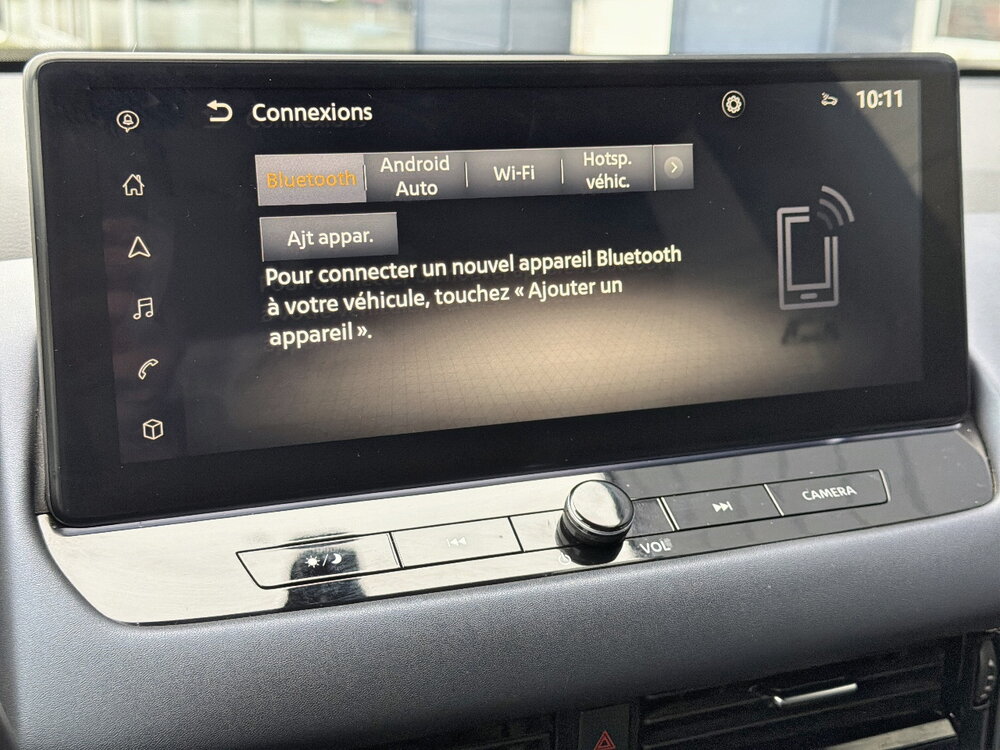 Connexions
10:11
Bluetooth
Android
Auto
Wi-Fi
Hotsp.
véhic.
Ajt appar.
Pour connecter un nouvel appareil Bluetooth
à votre véhicule, touchez « Ajouter un
appareil ».
VOL
CAMERA